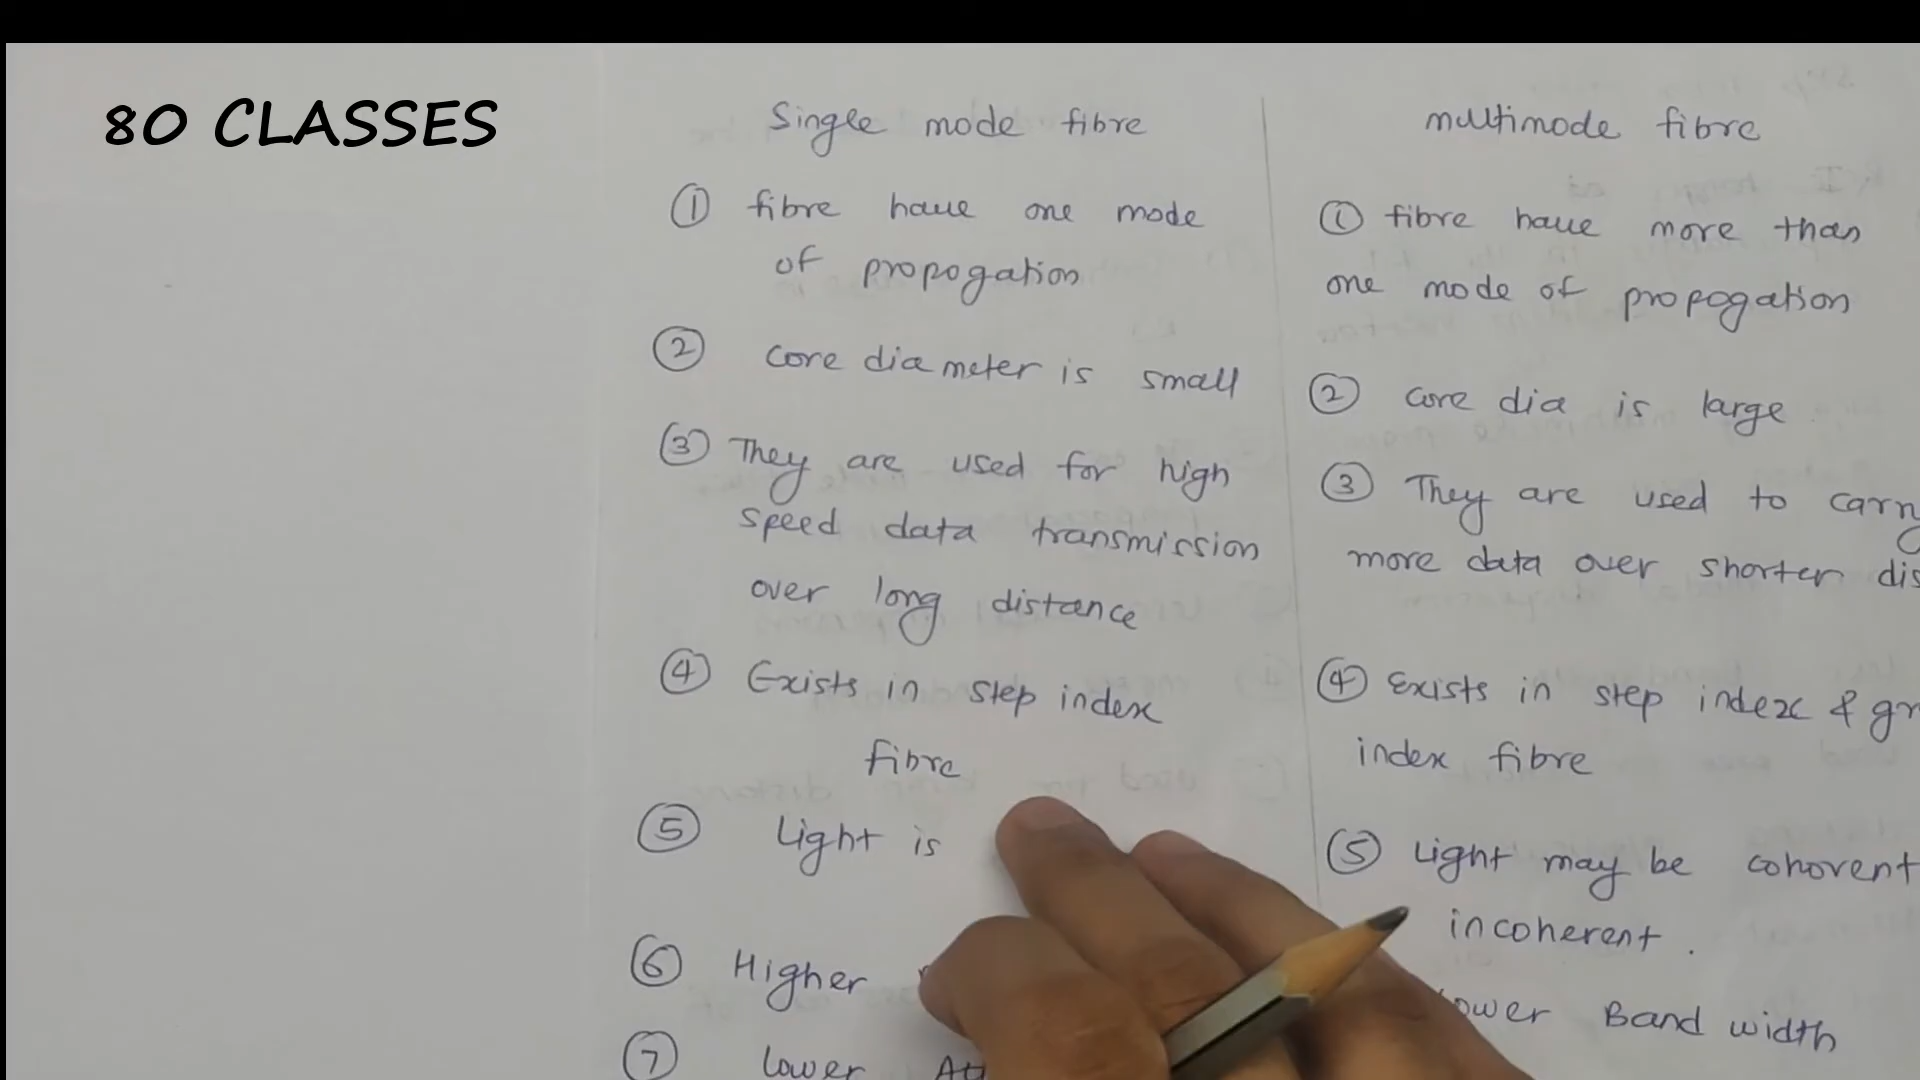 80 CLASSES
Single mode fibre
① fibre have one mode
of propogation
② core diameter is small
③ They are used for high
speed data transmission
over long distance
④ Exists in step index
fibre
⑤ Light is
⑥ Higher
⑦ lower
multimode fibre
① fibre have more than
one mode of propogation
② core dia is large
③ They are used to carry
more data over shorter dis
④ Exists in step index & gr
index fibre
⑤ Light may be cohorent
incoherent .
lower Band width